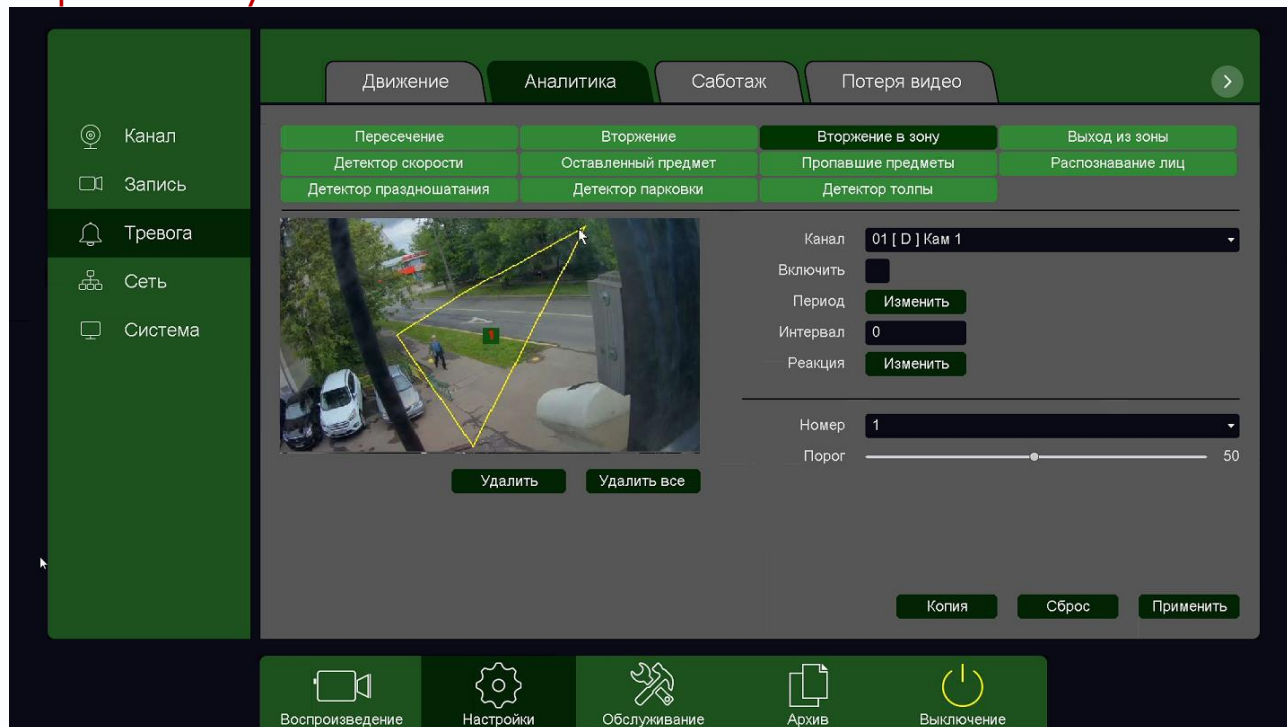 Движение Аналитика Саботаж Потеря видео
Канал
Запись
Тревога
Сеть
Система
Пересечение Вторжение Вторжение в зону Выход из зоны
Детектор скорости Оставленный предмет Пропавшие предметы Распознавание лиц
Детектор праздношатания Детектор парковки Детектор толпы
1
Удалить Удалить все
Канал 01 [ D ] Кам 1
Включить
Период Изменить
Интервал 0
Реакция Изменить
Номер 1
Порог 50
Копия Сброс Применить
Воспроизведение Настройки Обслуживание Архив Выключение